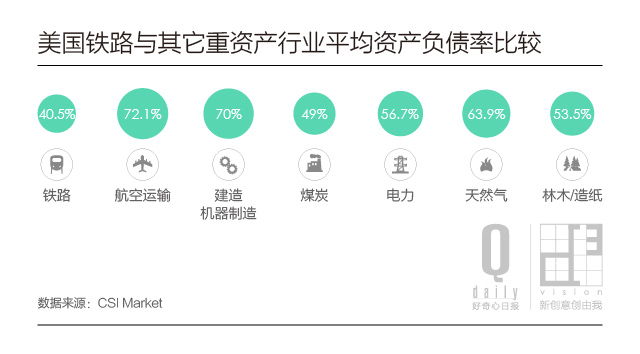 美国铁路与其它重资产行业平均资产负债率比较
40.5% 72.1% 70% 49% 56.7% 63.9% 53.5%
铁路 航空运输 建造 煤炭 电力 天然气 林木/造纸
机器制造
Q
daily
好奇心日报
vision
新创意创由我
数据来源：CSI Market